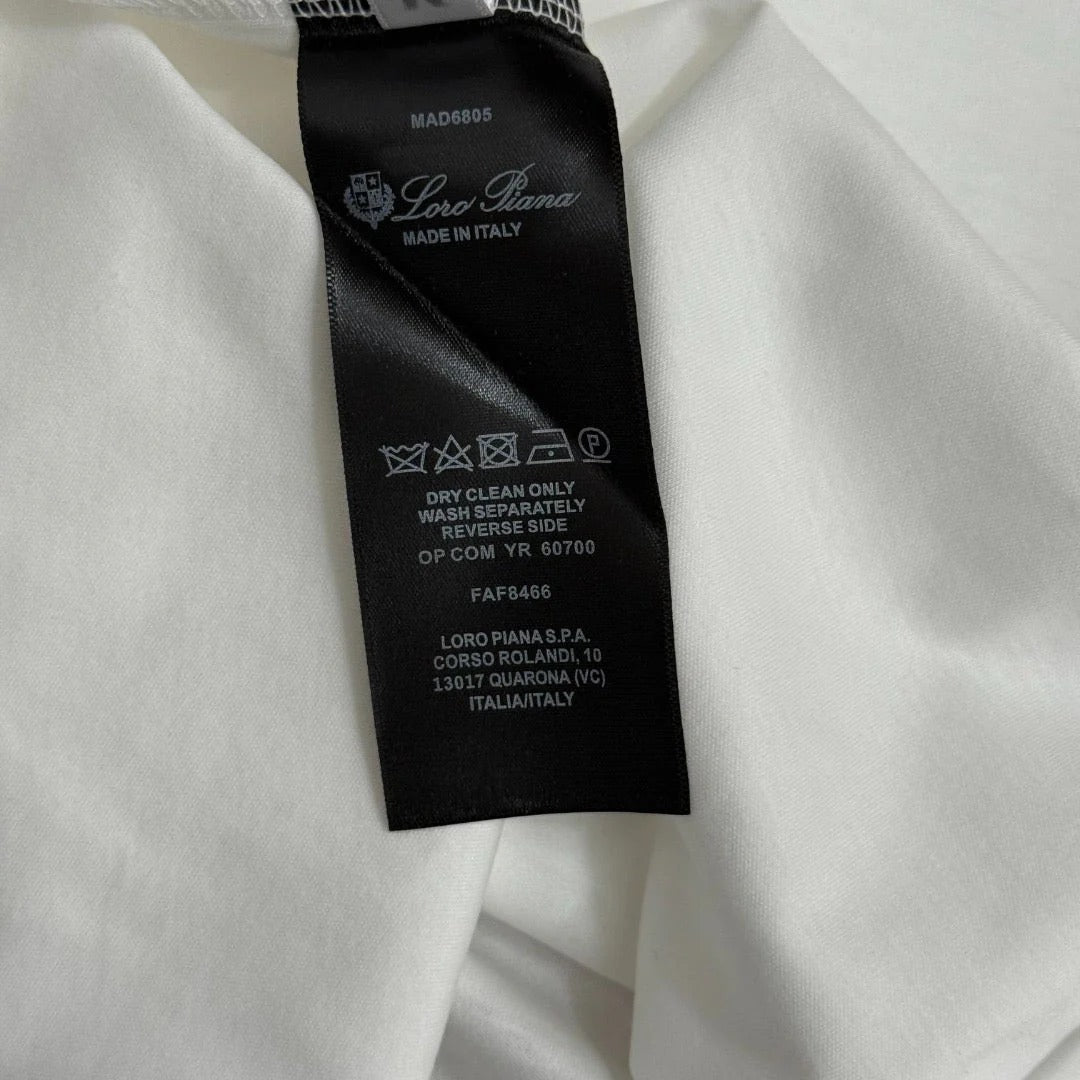 MAD6805
Loro Piana
MADE IN ITALY
P
DRY CLEAN ONLY
WASH SEPARATELY
REVERSE SIDE
OP COM YR 60700
FAF8466
LORO PIANA S.P.A.
CORSO ROLANDI, 10
13017 QUARONA (VC)
ITALIA/ITALY